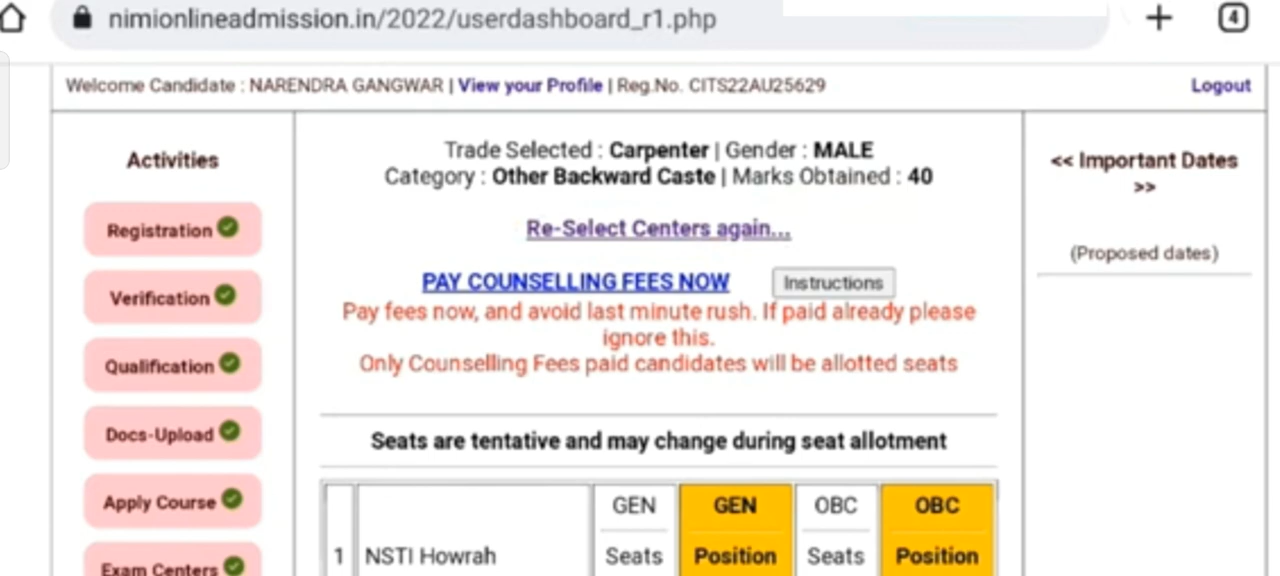 nimionlineadmission.in/2022/userdashboard_r1.php
4
Welcome Candidate : NARENDRA GANGWAR | View your Profile | Reg.No. CITS22AU25629
Logout
Activities
Registration
Verification
Qualification
Docs-Upload
Apply Course
Exam Centers
Trade Selected : Carpenter | Gender : MALE
Category : Other Backward Caste | Marks Obtained : 40
Re-Select Centers again...
PAY COUNSELLING FEES NOW Instructions
Pay fees now, and avoid last minute rush. If paid already please
ignore this.
Only Counselling Fees paid candidates will be allotted seats
Seats are tentative and may change during seat allotment
GEN GEN OBC OBC
1 NSTI Howrah Seats Position Seats Position
<< Important Dates
>>
(Proposed dates)